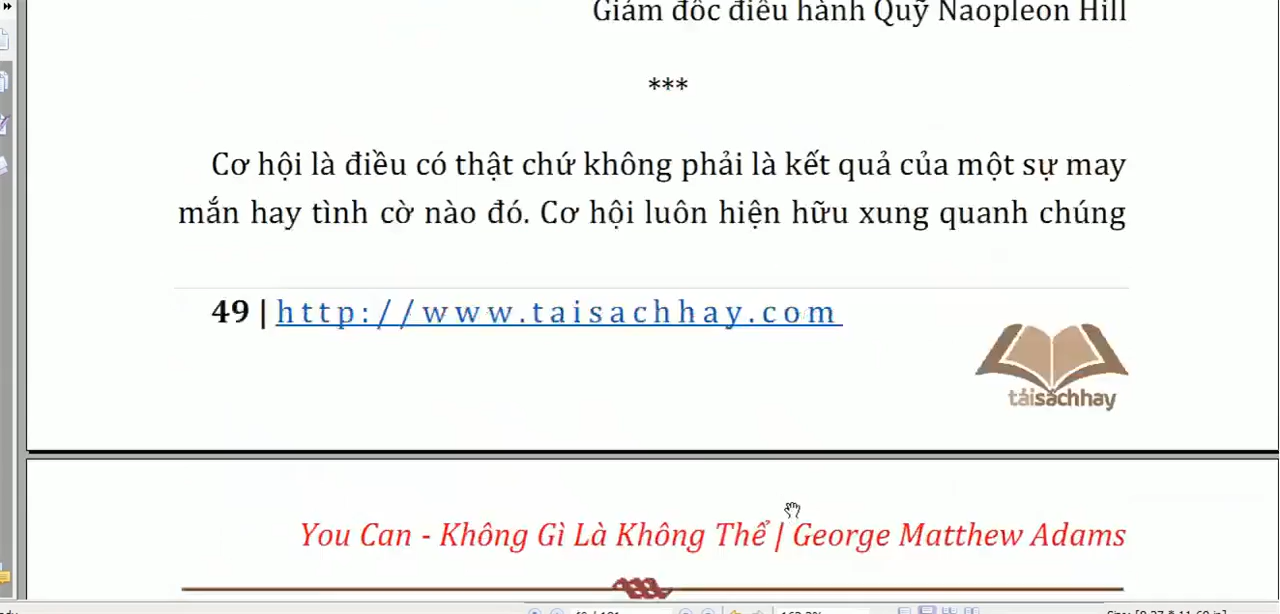 Giám đốc điều hành Quỹ Naopleon Hill
***
Cơ hội là điều có thật chứ không phải là kết quả của một sự may
mắn hay tình cờ nào đó. Cơ hội luôn hiện hữu xung quanh chúng
49 | http://www.taisachhay.com
táisáchhay
You Can - Không Gì Là Không Thể | George Matthew Adams